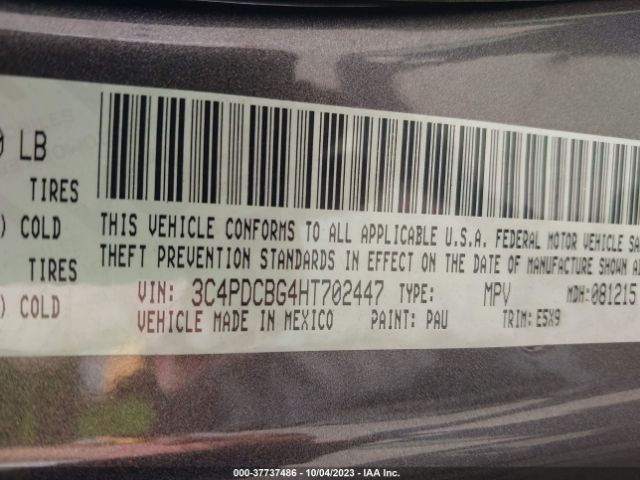 0 LB
TIRES
) COLD
TIRES
) COLD
THIS VEHICLE CONFORMS TO ALL APPLICABLE U.S.A. FEDERAL MOTOR VEHICLE SA
THEFT PREVENTION STANDARDS IN EFFECT ON THE DATE OF MANUFACTURE SHOWN A
VIN: 3C4PDCBG4HT702447 TYPE: MPV MDH:081215
VEHICLE MADE IN MEXICO PAINT: PAU TRIM: E5X9
000-37737486 - 10/04/2023 - IAA Inc.